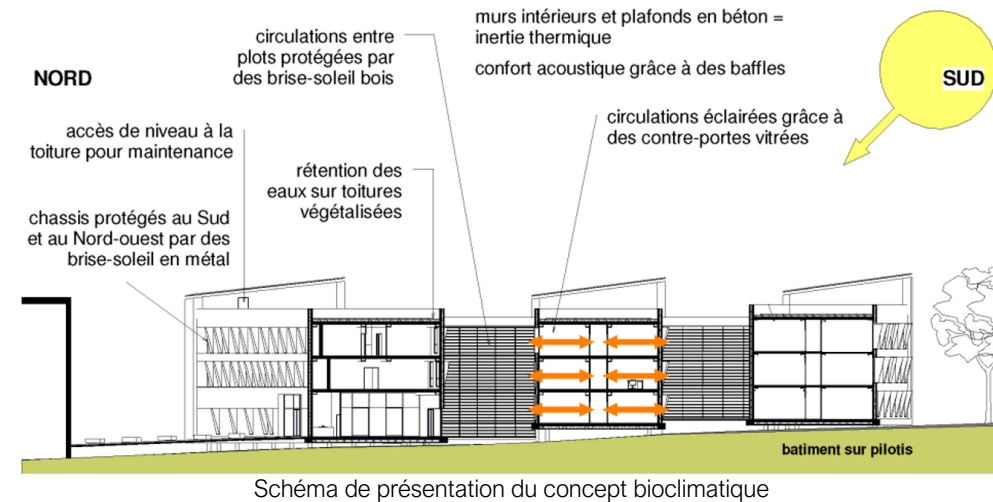 murs intérieurs et plafonds en béton =
inertie thermique
confort acoustique grâce à des baffles
circulations entre
plots protégées par
des brise-soleil bois
NORD
SUD
accès de niveau à la
toiture pour maintenance
circulations éclairées grâce à
des contre-portes vitrées
rétention des
eaux sur toitures
végétalisées
chassis protégés au Sud
et au Nord-ouest par des
brise-soleil en métal
batiment sur pilotis
Schéma de présentation du concept bioclimatique